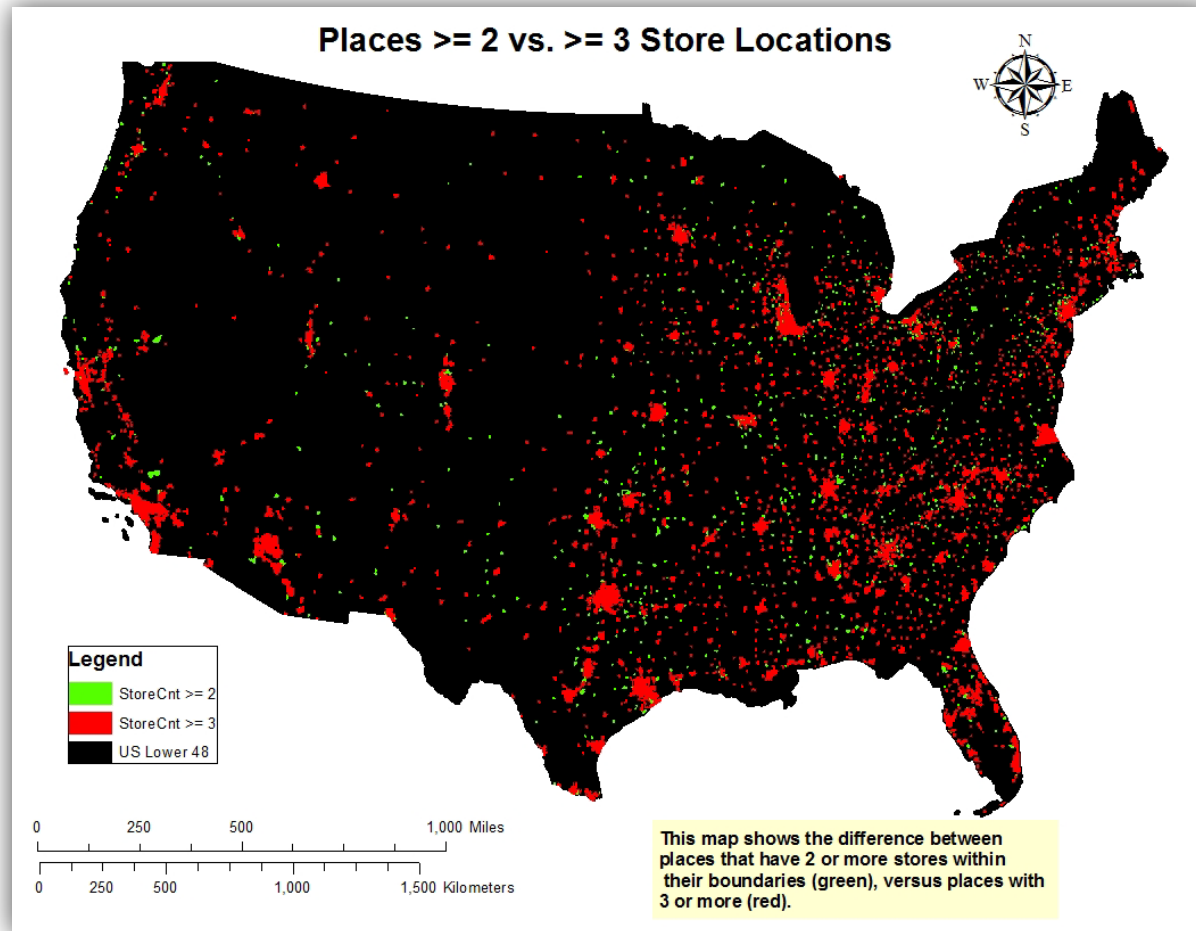 Places >= 2 vs. >= 3 Store Locations
N
W E
S
Legend
StoreCnt >= 2
StoreCnt >= 3
US Lower 48
0 250 500 1,000 Miles
0 250 500 1,000 1,500 Kilometers
This map shows the difference between
places that have 2 or more stores within
their boundaries (green), versus places with
3 or more (red).